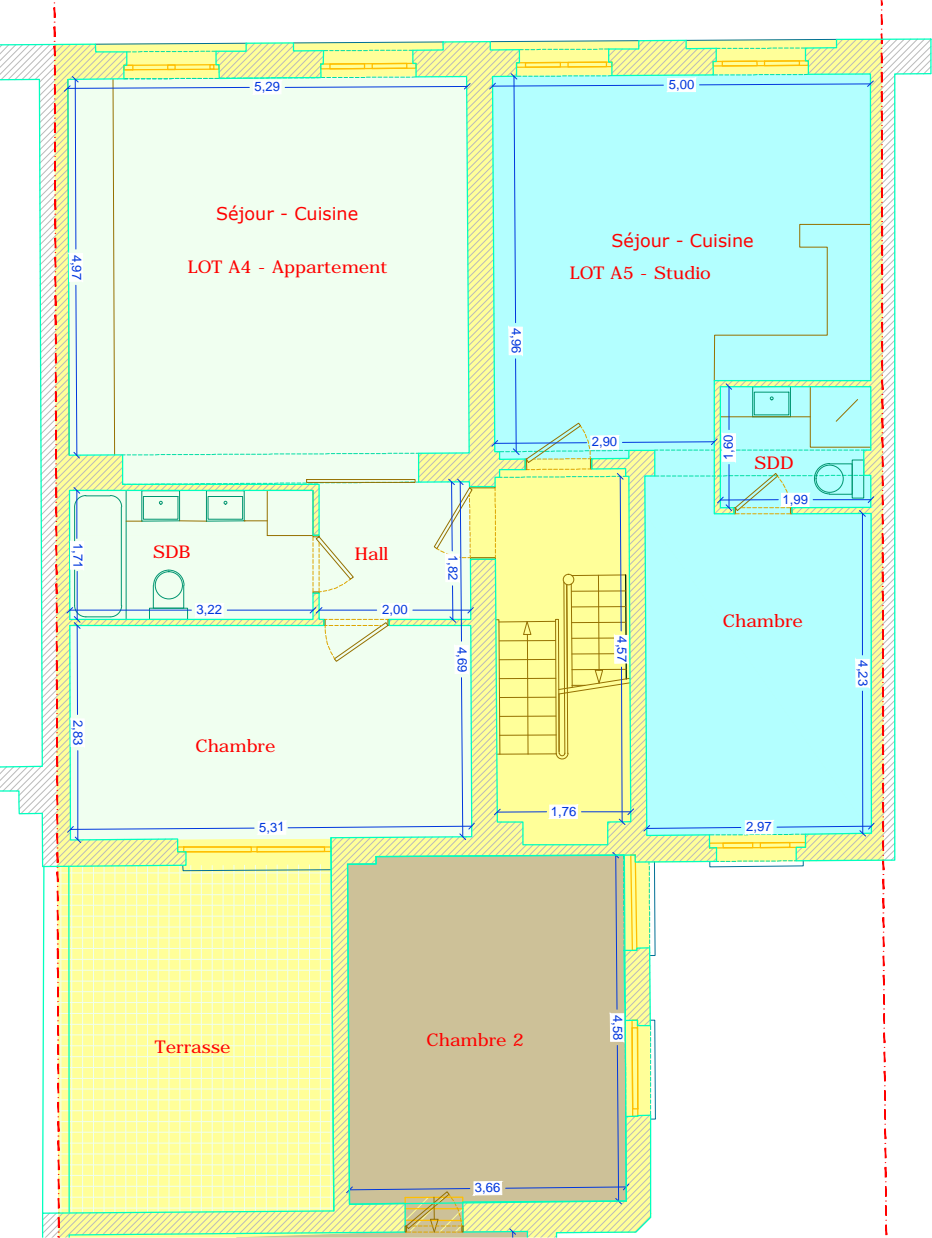 5,29
5,00
Séjour - Cuisine
LOT A4 - Appartement
4,97
Séjour - Cuisine
LOT A5 - Studio
4,96
2,90
1,60
SDD
1,99
1,71
SDB
3,22
Hall
1,82
2,00
4,69
4,57
Chambre
4,23
2,83
Chambre
5,31
1,76
2,97
Terrasse
Chambre 2
4,58
3,66